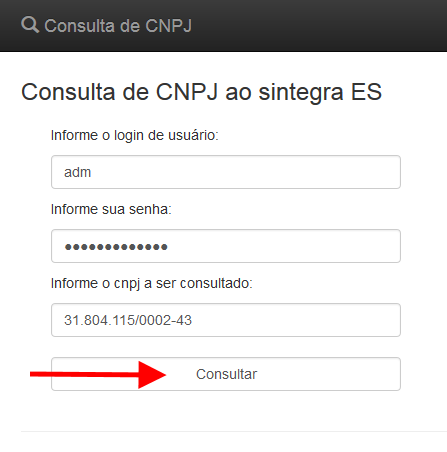 Consulta de CNPJ
Consulta de CNPJ ao sintegra ES
Informe o login de usuário:
adm
Informe sua senha:
•••••••••••••
Informe o cnpj a ser consultado:
31.804.115/0002-43
Consultar